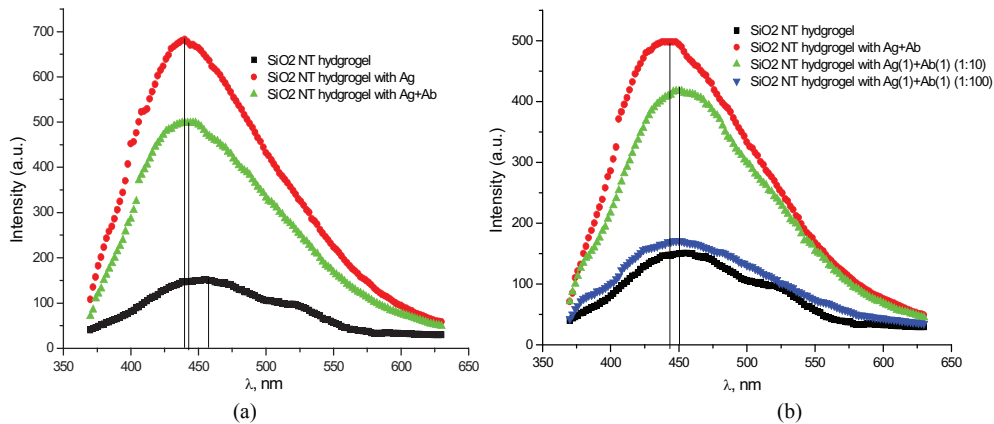 700
600
500
400
300
200
100
0
Intensity (a.u.)
350
400
450
500
550
600
650
λ, nm
SiO2 NT hydgrogel
SiO2 NT hydgrogel with Ag
SiO2 NT hydgrogel with Ag+Ab
(a)
500
400
300
200
100
0
Intensity (a.u.)
350
400
450
500
550
600
650
λ, nm
SiO2 NT hydgrogel
SiO2 NT hydgrogel with Ag+Ab
SiO2 NT hydgrogel with Ag(1)+Ab(1) (1:10)
SiO2 NT hydgrogel with Ag(1)+Ab(1) (1:100)
(b)